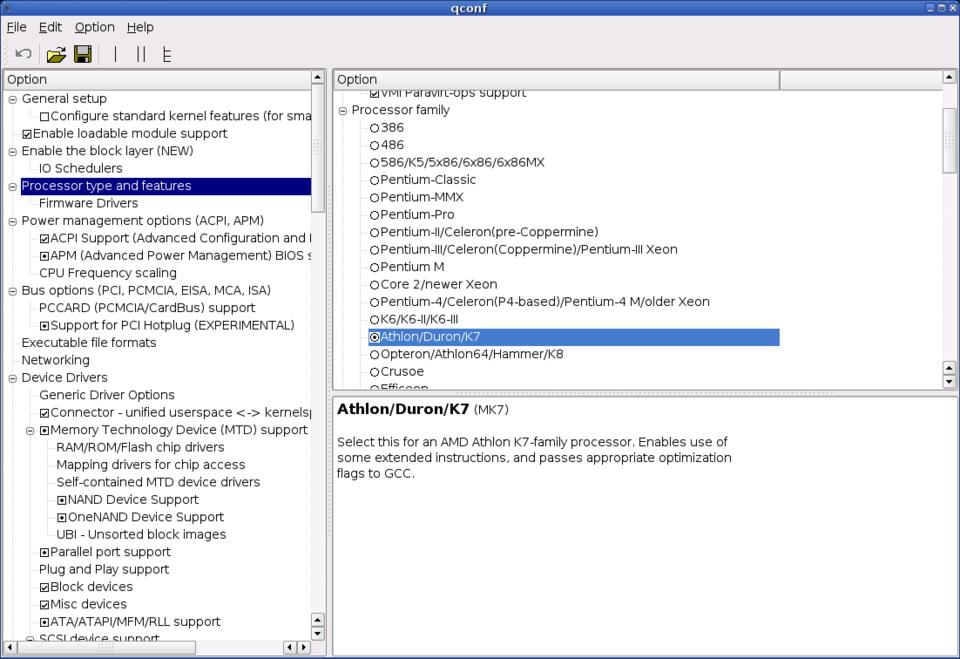 qconf
File Edit Option Help
Option
General setup
Configure standard kernel features (for sma
Enable loadable module support
Enable the block layer (NEW)
IO Schedulers
Processor type and features
Firmware Drivers
Power management options (ACPI, APM)
ACPI Support (Advanced Configuration and
APM (Advanced Power Management) BIOS s
CPU Frequency scaling
Bus options (PCI, PCMCIA, EISA, MCA, ISA)
PCCARD (PCMCIA/CardBus) support
Support for PCI Hotplug (EXPERIMENTAL)
Executable file formats
Networking
Device Drivers
Generic Driver Options
Connector - unified userspace <-> kernelsp
Memory Technology Device (MTD) support
RAM/ROM/Flash chip drivers
Mapping drivers for chip access
Self-contained MTD device drivers
NAND Device Support
OneNAND Device Support
UBI - Unsorted block images
Parallel port support
Plug and Play support
Block devices
Misc devices
ATA/ATAPI/MFM/RLL support
SCSI device support
Option
VMI Paravirt-ops support
Processor family
386
486
586/K5/5x86/6x86/6x86MX
Pentium-Classic
Pentium-MMX
Pentium-Pro
Pentium-II/Celeron(pre-Coppermine)
Pentium-III/Celeron(Coppermine)/Pentium-III Xeon
Pentium M
Core 2/newer Xeon
Pentium-4/Celeron(P4-based)/Pentium-4 M/older Xeon
K6/K6-II/K6-III
Athlon/Duron/K7
Opteron/Athlon64/Hammer/K8
Crusoe
Efficeon
Athlon/Duron/K7 (MK7)
Select this for an AMD Athlon K7-family processor. Enables use of
some extended instructions, and passes appropriate optimization
flags to GCC.